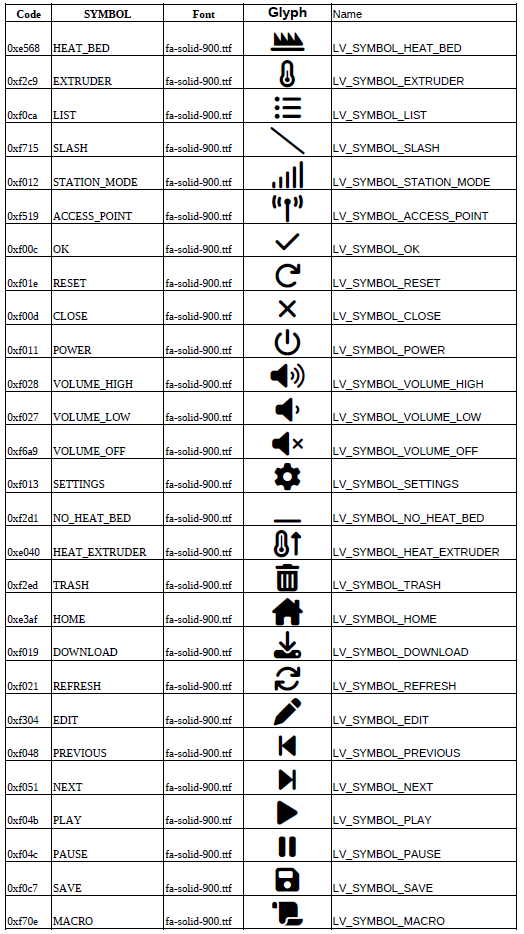 Code SYMBOL Font Glyph Name
0xe568 HEAT_BED fa-solid-900.ttf LV_SYMBOL_HEAT_BED
0xf2c9 EXTRUDER fa-solid-900.ttf LV_SYMBOL_EXTRUDER
0xf0ca LIST fa-solid-900.ttf LV_SYMBOL_LIST
0xf715 SLASH fa-solid-900.ttf LV_SYMBOL_SLASH
0xf012 STATION_MODE fa-solid-900.ttf LV_SYMBOL_STATION_MODE
0xf519 ACCESS_POINT fa-solid-900.ttf LV_SYMBOL_ACCESS_POINT
0xf00c OK fa-solid-900.ttf LV_SYMBOL_OK
0xf01e RESET fa-solid-900.ttf LV_SYMBOL_RESET
0xf00d CLOSE fa-solid-900.ttf LV_SYMBOL_CLOSE
0xf011 POWER fa-solid-900.ttf LV_SYMBOL_POWER
0xf028 VOLUME_HIGH fa-solid-900.ttf LV_SYMBOL_VOLUME_HIGH
0xf027 VOLUME_LOW fa-solid-900.ttf LV_SYMBOL_VOLUME_LOW
0xf6a9 VOLUME_OFF fa-solid-900.ttf LV_SYMBOL_VOLUME_OFF
0xf013 SETTINGS fa-solid-900.ttf LV_SYMBOL_SETTINGS
0xf2d1 NO_HEAT_BED fa-solid-900.ttf LV_SYMBOL_NO_HEAT_BED
0xe040 HEAT_EXTRUDER fa-solid-900.ttf LV_SYMBOL_HEAT_EXTRUDER
0xf2ed TRASH fa-solid-900.ttf LV_SYMBOL_TRASH
0xe3af HOME fa-solid-900.ttf LV_SYMBOL_HOME
0xf019 DOWNLOAD fa-solid-900.ttf LV_SYMBOL_DOWNLOAD
0xf021 REFRESH fa-solid-900.ttf LV_SYMBOL_REFRESH
0xf304 EDIT fa-solid-900.ttf LV_SYMBOL_EDIT
0xf048 PREVIOUS fa-solid-900.ttf LV_SYMBOL_PREVIOUS
0xf051 NEXT fa-solid-900.ttf LV_SYMBOL_NEXT
0xf04b PLAY fa-solid-900.ttf LV_SYMBOL_PLAY
0xf04c PAUSE fa-solid-900.ttf LV_SYMBOL_PAUSE
0xf0c7 SAVE fa-solid-900.ttf LV_SYMBOL_SAVE
0xf70e MACRO fa-solid-900.ttf LV_SYMBOL_MACRO